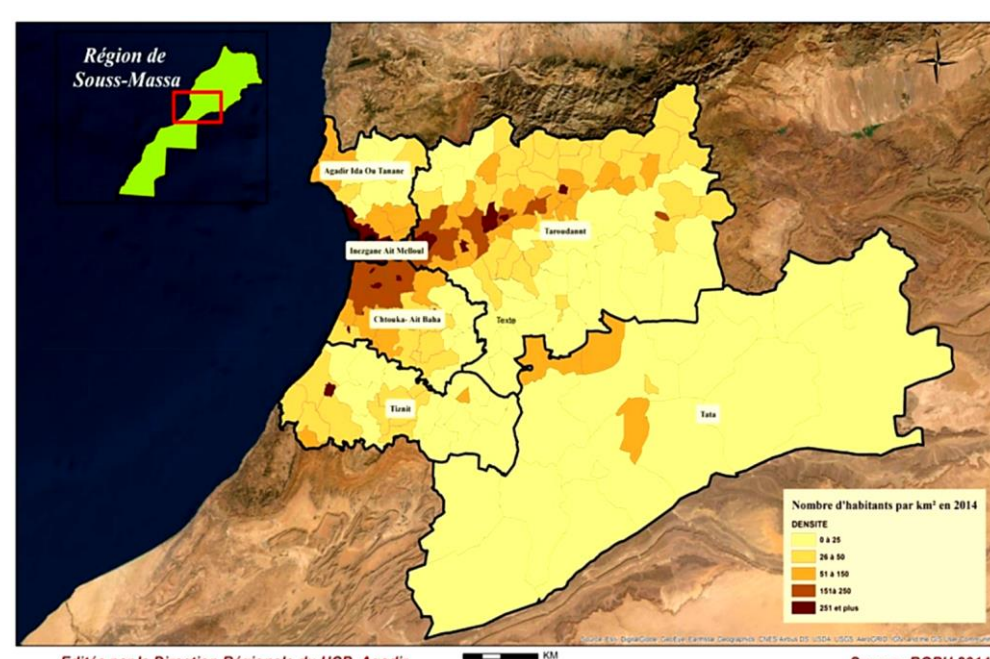 Région de
Souss-Massa
Agadir Ida Ou Tanane
Taroudannt
Inezgane Ait Melloul
Chtouka- Ait Baha
Texte
Tiznit
Tata
Nombre d'habitants par km² en 2014
DENSITE
0 à 25
26 à 50
51 à 150
151à 250
251 et plus
KM